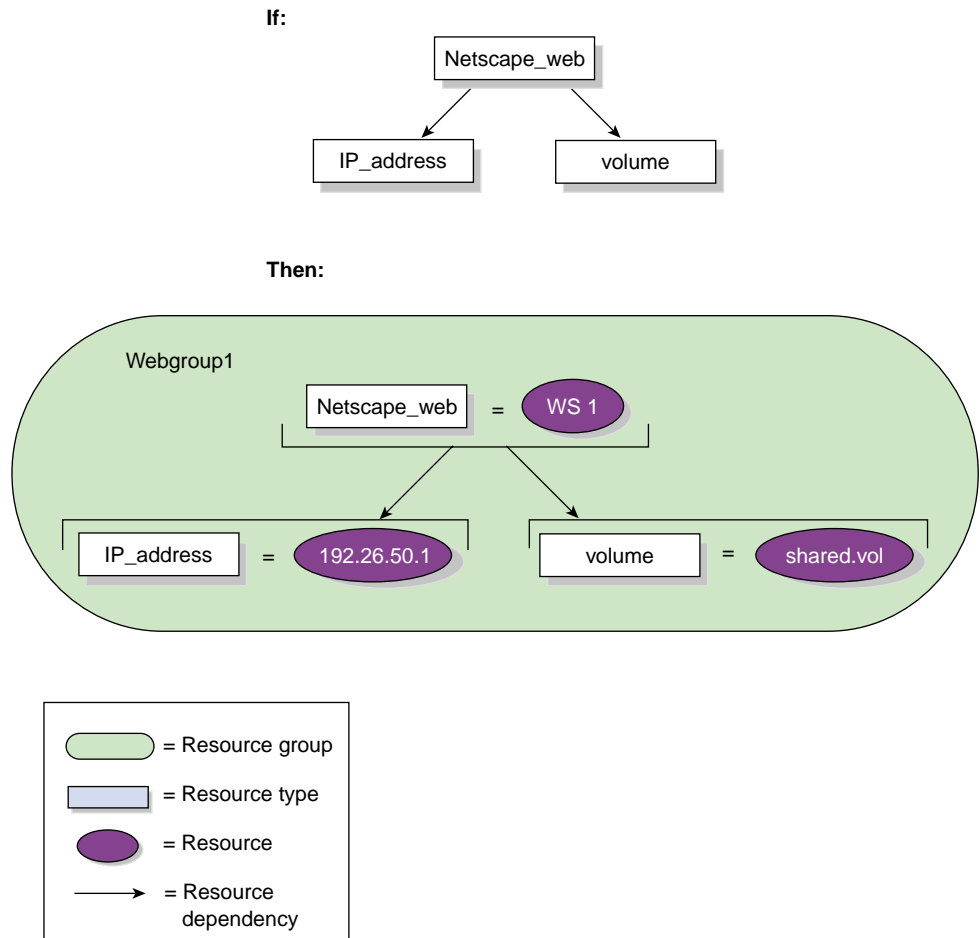 If:
Netscape_web
IP_address
volume
Then:
Webgroup1
Netscape_web = WS 1
IP_address = 192.26.50.1
volume = shared.vol
= Resource group
= Resource type
= Resource
= Resource
dependency